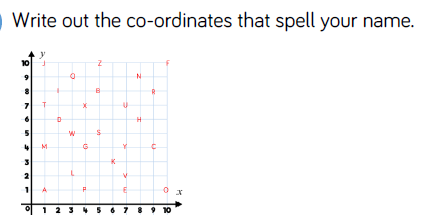 Write out the co-ordinates that spell your name.
y
10 J Z F
9 Q N
8 I B R
7 T X U
6 D H
5 W S
4 M G Y C
3 K
2 L V
1 A P E O x
0 1 2 3 4 5 6 7 8 9 10